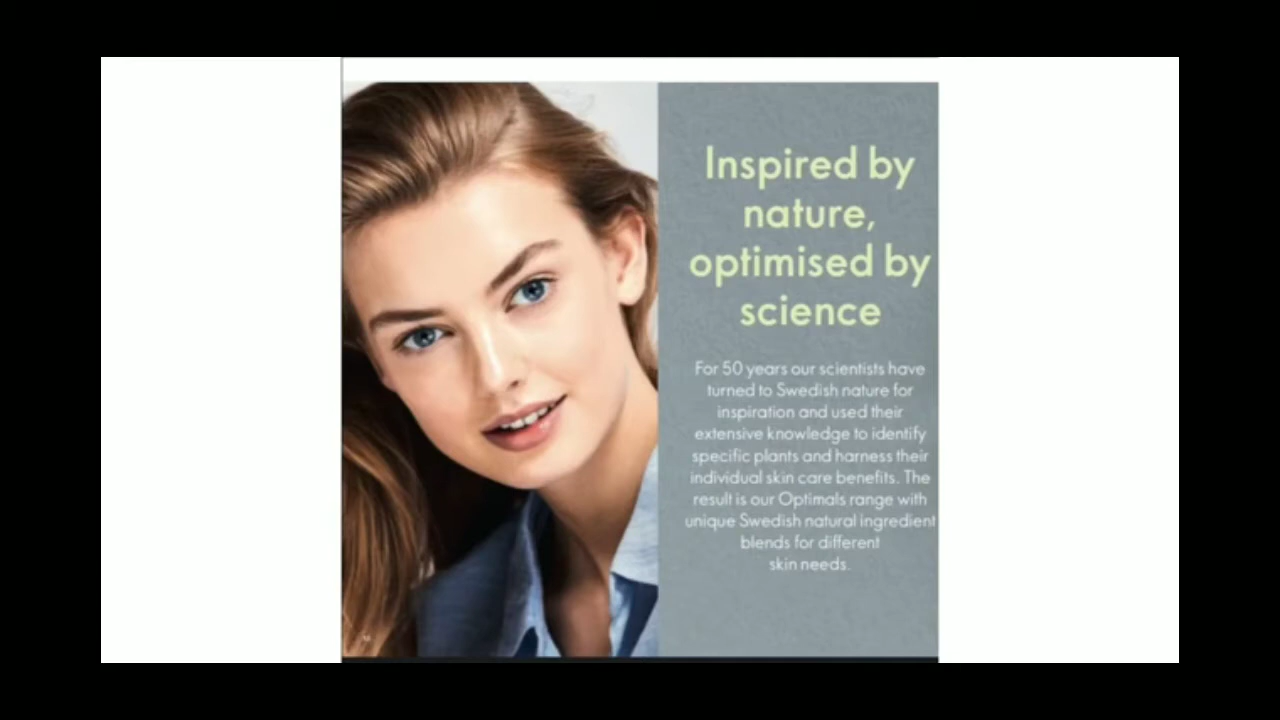 Inspired by
nature,
optimised by
science
For 50 years our scientists have
turned to Swedish nature for
inspiration and used their
extensive knowledge to identify
specific plants and harness their
individual skin care benefits. The
result is our Optimals range with
unique Swedish natural ingredient
blends for different
skin needs.